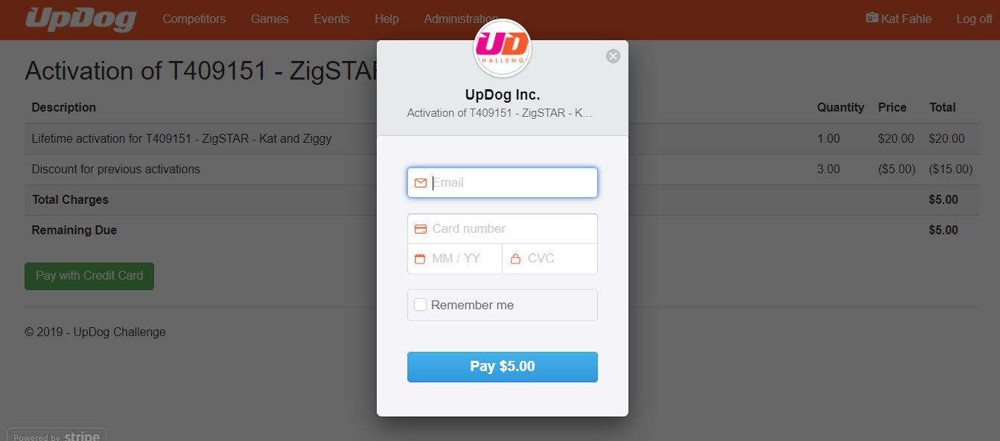 UpDog Competitors Games Events Help Administration Kat Fahle Log off
UD
HALLENG
Activation of T409151 - ZigSTAR
UpDog Inc.
Activation of T409151 - ZigSTAR - K...
Description Quantity Price Total
Lifetime activation for T409151 - ZigSTAR - Kat and Ziggy 1.00 $20.00 $20.00
Discount for previous activations 3.00 ($5.00) ($15.00)
Total Charges $5.00
Remaining Due $5.00
Email
Card number
MM / YY CVC
Remember me
Pay $5.00
Pay with Credit Card
© 2019 - UpDog Challenge
Powered by stripe